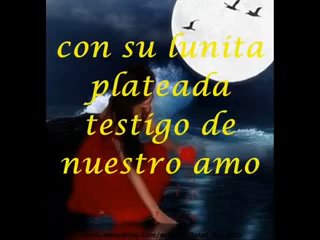 con su lunita
plateada
testigo de
nuestro amo